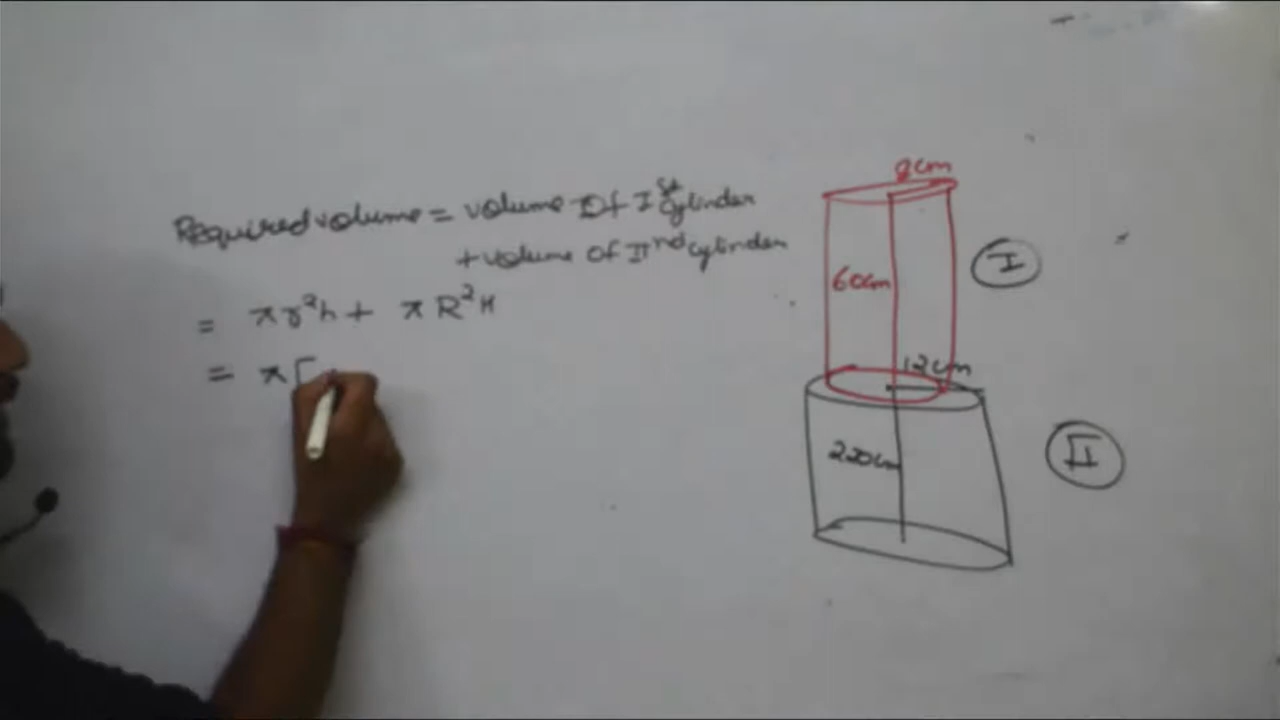 Required volume = volume Of Ist cylinder
+ volume of IInd cylinder
= πr²h + πR²H
= π[
8cm
60cm
I
12cm
220cm
II